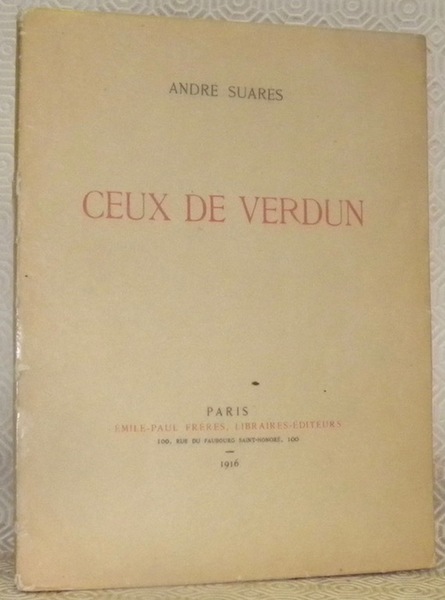 ANDRE SUARES
CEUX DE VERDUN
PARIS
EMILE-PAUL FRERES, LIBRAIRES-EDITEURS
100, RUE DU FAUBOURG SAINT-HONORÉ, 100
1916